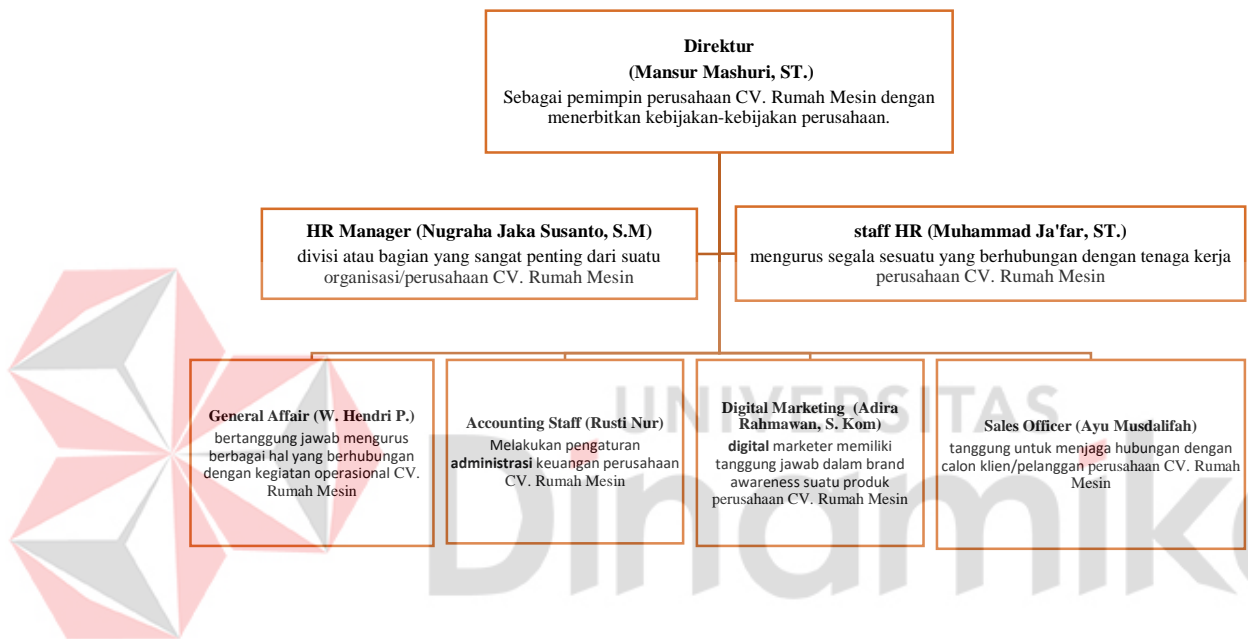 Direktur
(Mansur Mashuri, ST.)
Sebagai pemimpin perusahaan CV. Rumah Mesin dengan
menerbitkan kebijakan-kebijakan perusahaan.
HR Manager (Nugraha Jaka Susanto, S.M)
divisi atau bagian yang sangat penting dari suatu
organisasi/perusahaan CV. Rumah Mesin
staff HR (Muhammad Ja'far, ST.)
mengurus segala sesuatu yang berhubungan dengan tenaga kerja
perusahaan CV. Rumah Mesin
General Affair (W. Hendri P.)
bertanggung jawab mengurus
berbagai hal yang berhubungan
dengan kegiatan operasional CV.
Rumah Mesin
Accounting Staff (Rusti Nur)
Melakukan pengaturan
administrasi keuangan perusahaan
CV. Rumah Mesin
Digital Marketing (Adira
Rahmawan, S. Kom)
digital marketer memiliki
tanggung jawab dalam brand
awareness suatu produk
perusahaan CV. Rumah Mesin
Sales Officer (Ayu Musdalifah)
tanggung untuk menjaga hubungan dengan
calon klien/pelanggan perusahaan CV. Rumah
Mesin
UNIVERSITAS
Dinamika